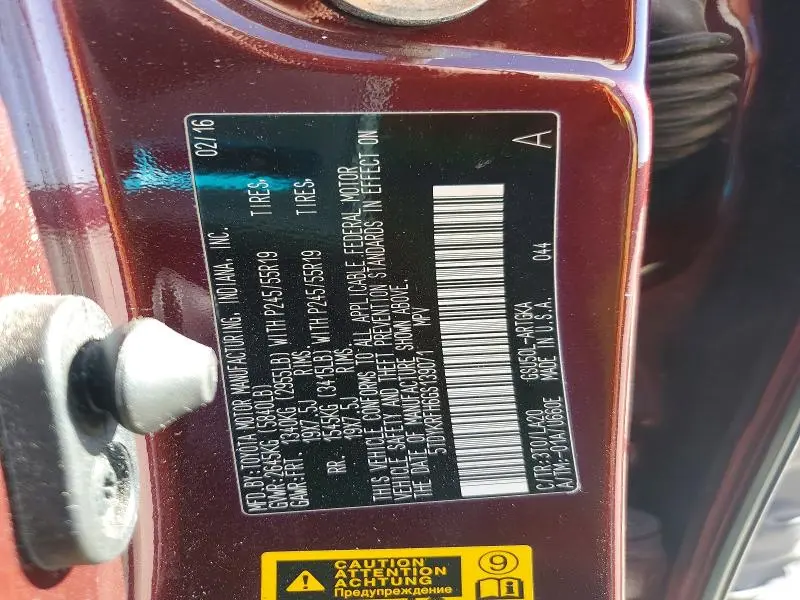 MFD.BY:TOYOTA MOTOR MANUFACTURING, INDIANA, INC. 02/16
GVWR:2645KG (5840LB)
GAWR:FRT. 1340KG (2955LB) WITH P245/55R19 TIRES,
19X7.5J RIMS,
RR. 1545KG (3415LB) WITH P245/55R19 TIRES,
19X7.5J RIMS.
THIS VEHICLE CONFORMS TO ALL APPLICABLE FEDERAL MOTOR
VEHICLE SAFETY AND THEFT PREVENTION STANDARDS IN EFFECT ON
THE DATE OF MANUFACTURE SHOWN ABOVE.
5TDYKRFH6GS139071 MPV
C/TR:3Q0/LA20 GSU50L-ARTGKA 044 A
A/TM:-01A/U660E MADE IN U.S.A.
CAUTION
ATTENTION
ACHTUNG
Предупреждение
9